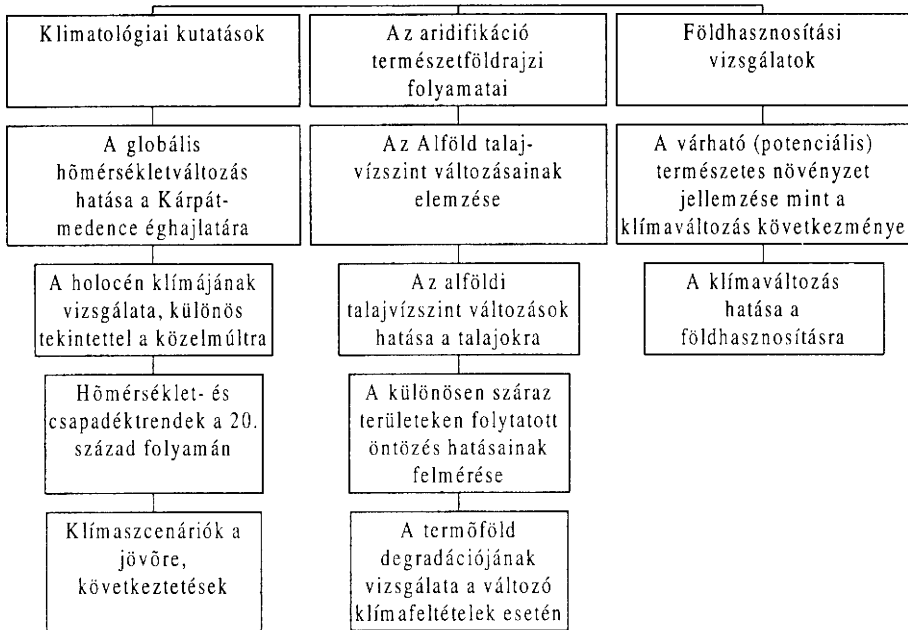 Klimatológiai kutatások
A globális
hõmérsékletváltozás
hatása a Kárpát-
medence éghajlatára
A holocén klímájának
vizsgálata, különös
tekintettel a közelmúltra
Hõmérséklet- és
csapadéktrendek a 20.
század folyamán
Klímaszcenáriók a
jövõre,
következtetések
Az aridifikáció
természetföldrajzi
folyamatai
Az Alföld talaj-
vízszint változásainak
elemzése
Az alföldi
talajvízszint változások
hatása a talajokra
A különösen száraz
területeken folytatott
öntözés hatásainak
felmérése
A termõföld
degradációjának
vizsgálata a változó
klímafeltételek esetén
Földhasznosítási
vizsgálatok
A várható (potenciális)
természetes növényzet
jellemzése mint a
klímaváltozás következménye
A klímaváltozás
hatása a
földhasznosításra